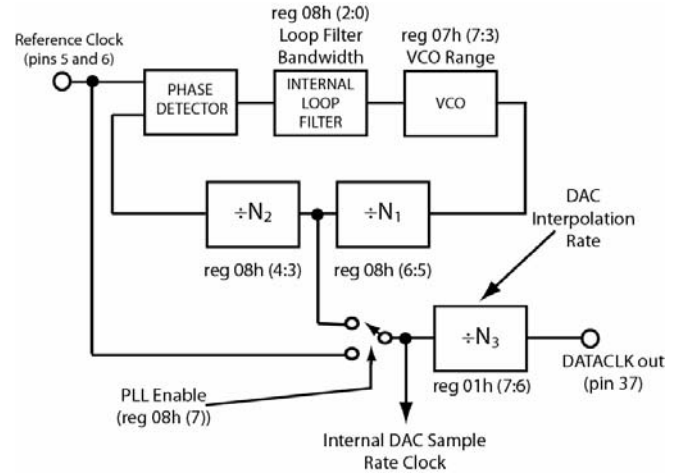 reg 08h (2:0)
Loop Filter
Bandwidth
reg 07h (7:3)
VCO Range
Reference Clock
(pins 5 and 6)
PHASE
DETECTOR
INTERNAL
LOOP
FILTER
VCO
÷N₂
÷N₁
reg 08h (4:3)
reg 08h (6:5)
DAC
Interpolation
Rate
÷N₃
reg 01h (7:6)
DATACLK out
(pin 37)
PLL Enable
(reg 08h (7))
Internal DAC Sample
Rate Clock